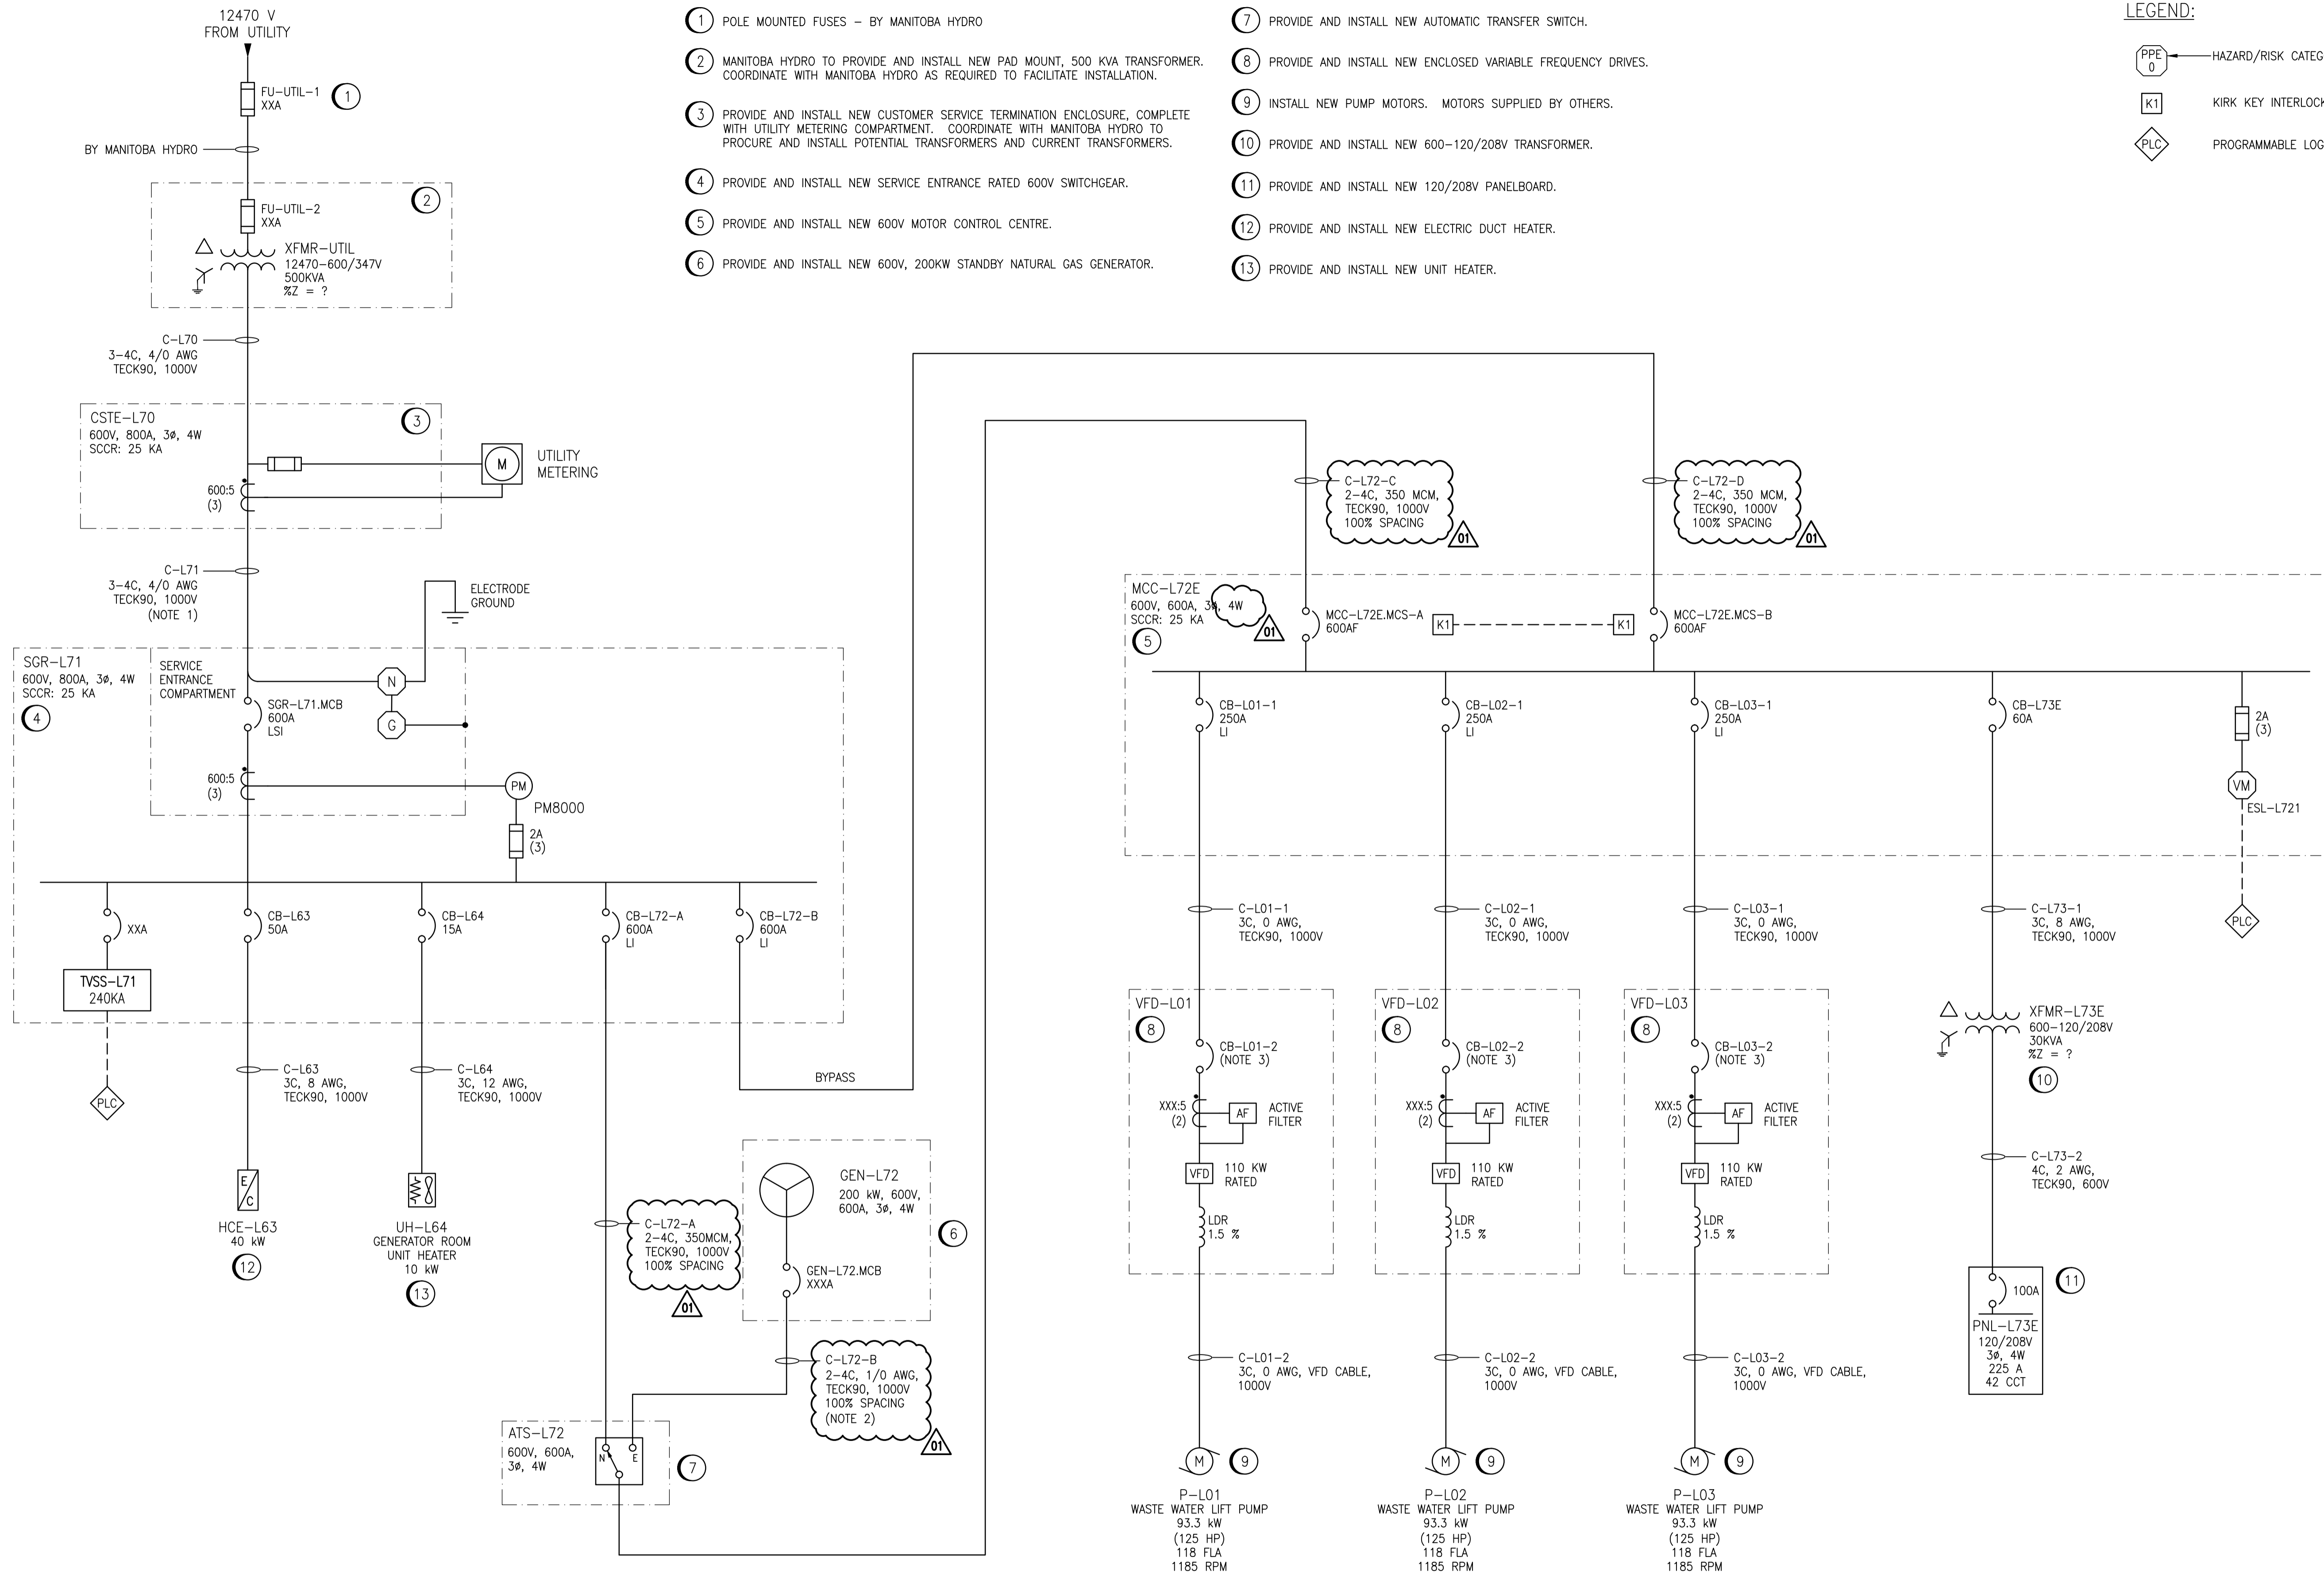 12470 V
FROM UTILITY
FU-UTIL-1
XXA
1
BY MANITOBA HYDRO
2
FU-UTIL-2
XXA
XFMR-UTIL
12470-600/347V
500KVA
%Z = ?
C-L70
3-4C, 4/0 AWG
TECK90, 1000V
CSTE-L70
600V, 800A, 3ø, 4W
SCCR: 25 KA
3
M
UTILITY
METERING
600:5
(3)
C-L71
3-4C, 4/0 AWG
TECK90, 1000V
(NOTE 1)
ELECTRODE
GROUND
SGR-L71
600V, 800A, 3ø, 4W
SCCR: 25 KA
4
SERVICE
ENTRANCE
COMPARTMENT
N
G
SGR-L71.MCB
600A
LSI
600:5
(3)
PM
PM8000
2A
(3)
XXA
TVSS-L71
240KA
PLC
CB-L63
50A
C-L63
3C, 8 AWG,
TECK90, 1000V
E/C
HCE-L63
40 kW
12
CB-L64
15A
C-L64
3C, 12 AWG,
TECK90, 1000V
UH-L64
GENERATOR ROOM
UNIT HEATER
10 kW
13
CB-L72-A
600A
LI
CB-L72-B
600A
LI
BYPASS
C-L72-A
2-4C, 350MCM,
TECK90, 1000V
100% SPACING
01
GEN-L72
200 kW, 600V,
600A, 3ø, 4W
6
GEN-L72.MCB
XXXA
C-L72-B
2-4C, 1/0 AWG,
TECK90, 1000V
100% SPACING
(NOTE 2)
01
ATS-L72
600V, 600A,
3ø, 4W
N E
7
1 POLE MOUNTED FUSES - BY MANITOBA HYDRO
2 MANITOBA HYDRO TO PROVIDE AND INSTALL NEW PAD MOUNT, 500 KVA TRANSFORMER.
COORDINATE WITH MANITOBA HYDRO AS REQUIRED TO FACILITATE INSTALLATION.
3 PROVIDE AND INSTALL NEW CUSTOMER SERVICE TERMINATION ENCLOSURE, COMPLETE
WITH UTILITY METERING COMPARTMENT. COORDINATE WITH MANITOBA HYDRO TO
PROCURE AND INSTALL POTENTIAL TRANSFORMERS AND CURRENT TRANSFORMERS.
4 PROVIDE AND INSTALL NEW SERVICE ENTRANCE RATED 600V SWITCHGEAR.
5 PROVIDE AND INSTALL NEW 600V MOTOR CONTROL CENTRE.
6 PROVIDE AND INSTALL NEW 600V, 200KW STANDBY NATURAL GAS GENERATOR.
7 PROVIDE AND INSTALL NEW AUTOMATIC TRANSFER SWITCH.
8 PROVIDE AND INSTALL NEW ENCLOSED VARIABLE FREQUENCY DRIVES.
9 INSTALL NEW PUMP MOTORS. MOTORS SUPPLIED BY OTHERS.
10 PROVIDE AND INSTALL NEW 600-120/208V TRANSFORMER.
11 PROVIDE AND INSTALL NEW 120/208V PANELBOARD.
12 PROVIDE AND INSTALL NEW ELECTRIC DUCT HEATER.
13 PROVIDE AND INSTALL NEW UNIT HEATER.
LEGEND:
PPE
0
HAZARD/RISK CATEG
K1 KIRK KEY INTERLOCK
PLC PROGRAMMABLE LOG
C-L72-C
2-4C, 350 MCM,
TECK90, 1000V
100% SPACING
01
C-L72-D
2-4C, 350 MCM,
TECK90, 1000V
100% SPACING
01
MCC-L72E
600V, 600A, 3ø, 4W
SCCR: 25 KA
01
5
MCC-L72E.MCS-A
600AF
K1
K1
MCC-L72E.MCS-B
600AF
CB-L01-1
250A
LI
CB-L02-1
250A
LI
CB-L03-1
250A
LI
CB-L73E
60A
2A
(3)
VM
ESL-L721
PLC
C-L01-1
3C, 0 AWG,
TECK90, 1000V
C-L02-1
3C, 0 AWG,
TECK90, 1000V
C-L03-1
3C, 0 AWG,
TECK90, 1000V
C-L73-1
3C, 8 AWG,
TECK90, 1000V
VFD-L01
8
CB-L01-2
(NOTE 3)
XXX:5
(2)
AF
ACTIVE
FILTER
VFD
110 KW
RATED
LDR
1.5 %
C-L01-2
3C, 0 AWG, VFD CABLE,
1000V
M
9
P-L01
WASTE WATER LIFT PUMP
93.3 kW
(125 HP)
118 FLA
1185 RPM
VFD-L02
8
CB-L02-2
(NOTE 3)
XXX:5
(2)
AF
ACTIVE
FILTER
VFD
110 KW
RATED
LDR
1.5 %
C-L02-2
3C, 0 AWG, VFD CABLE,
1000V
M
9
P-L02
WASTE WATER LIFT PUMP
93.3 kW
(125 HP)
118 FLA
1185 RPM
VFD-L03
8
CB-L03-2
(NOTE 3)
XXX:5
(2)
AF
ACTIVE
FILTER
VFD
110 KW
RATED
LDR
1.5 %
C-L03-2
3C, 0 AWG, VFD CABLE,
1000V
M
9
P-L03
WASTE WATER LIFT PUMP
93.3 kW
(125 HP)
118 FLA
1185 RPM
XFMR-L73E
600-120/208V
30KVA
%Z = ?
10
C-L73-2
4C, 2 AWG,
TECK90, 600V
100A
11
PNL-L73E
120/208V
3ø, 4W
225 A
42 CCT